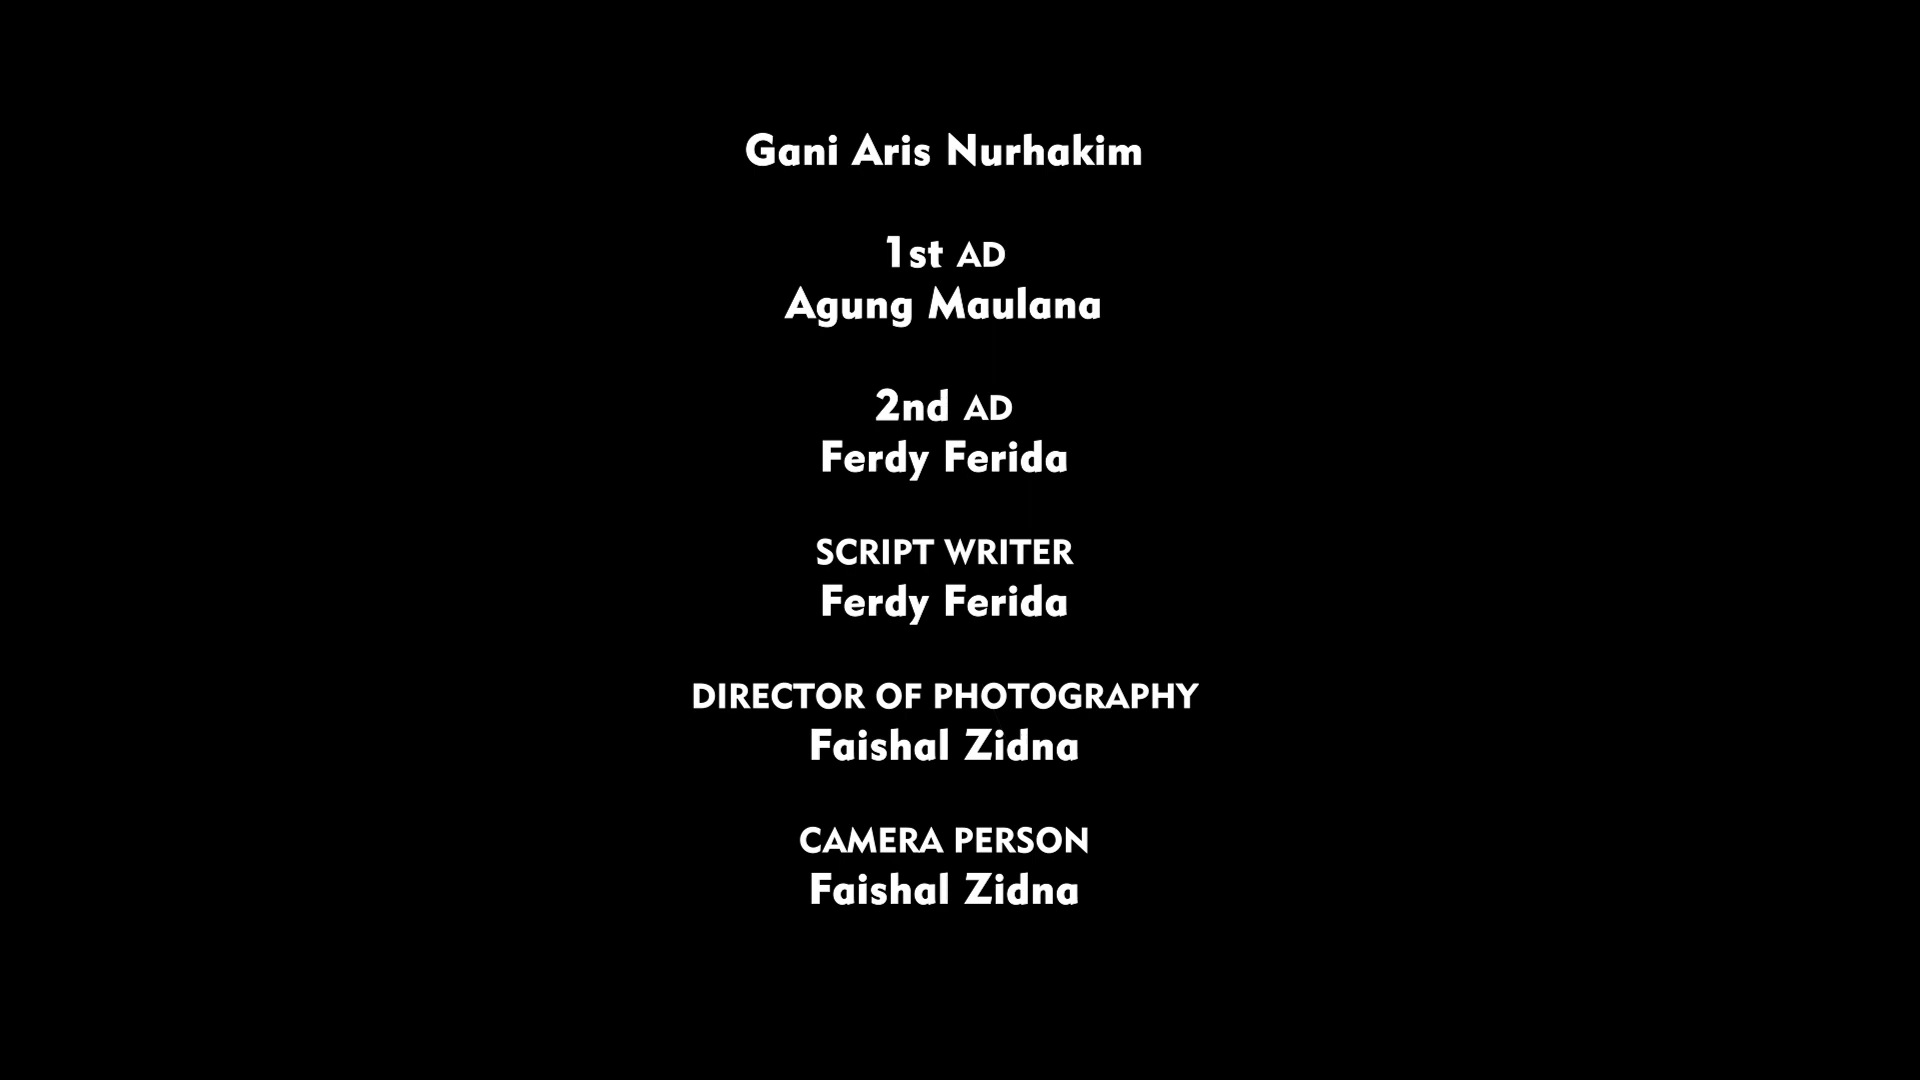 Gani Aris Nurhakim
1st AD
Agung Maulana
2nd AD
Ferdy Ferida
SCRIPT WRITER
Ferdy Ferida
DIRECTOR OF PHOTOGRAPHY
Faishal Zidna
CAMERA PERSON
Faishal Zidna